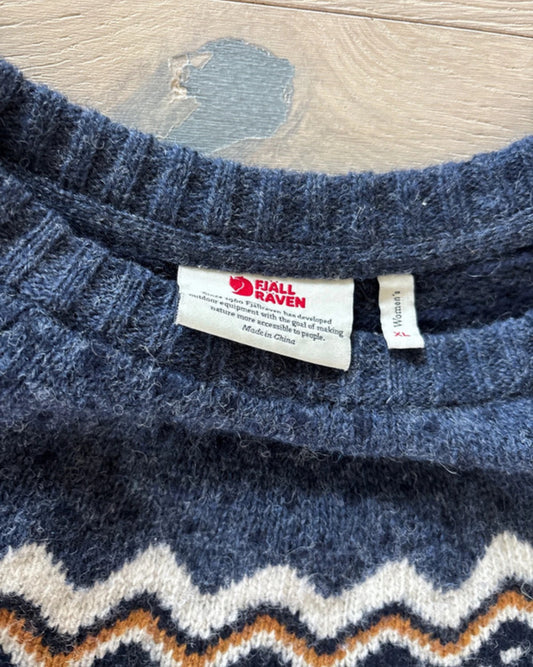 FJÄLL
RÄVEN
Since 1960 Fjällräven has developed
outdoor equipment with the goal of making
nature more accessible to people.
Made in China
Women's
XL